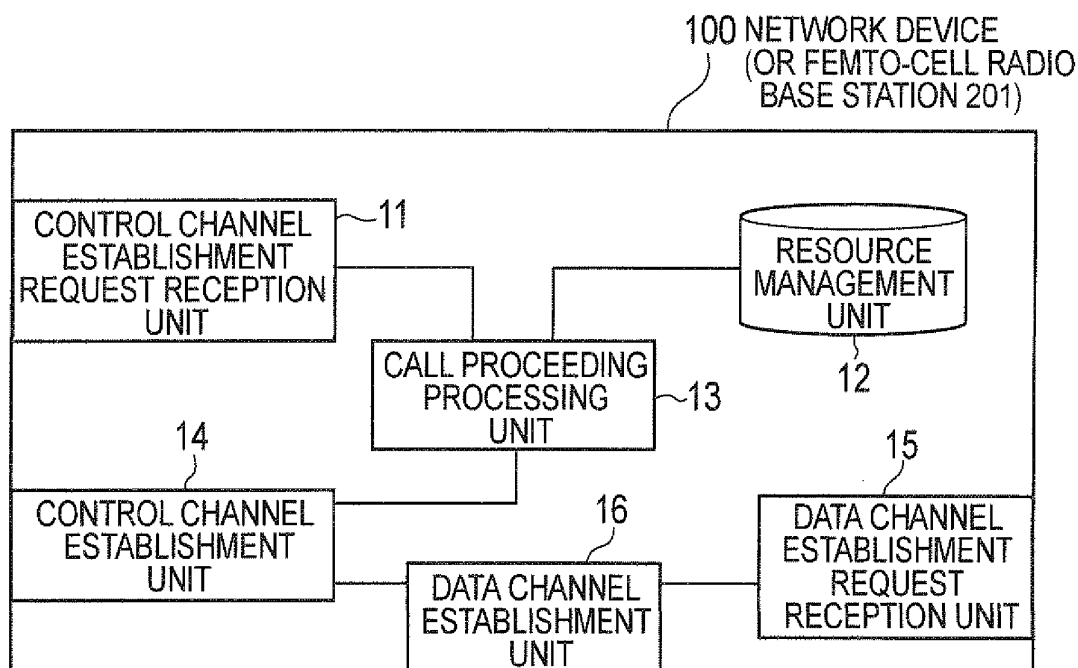 100 NETWORK DEVICE
(OR FEMTO-CELL RADIO
BASE STATION 201)
CONTROL CHANNEL
ESTABLISHMENT
REQUEST RECEPTION
UNIT
11
RESOURCE
MANAGEMENT
UNIT
12
CALL PROCEEDING
PROCESSING
UNIT
13
14
CONTROL CHANNEL
ESTABLISHMENT
UNIT
16
DATA CHANNEL
ESTABLISHMENT
UNIT
15
DATA CHANNEL
ESTABLISHMENT
REQUEST
RECEPTION UNIT